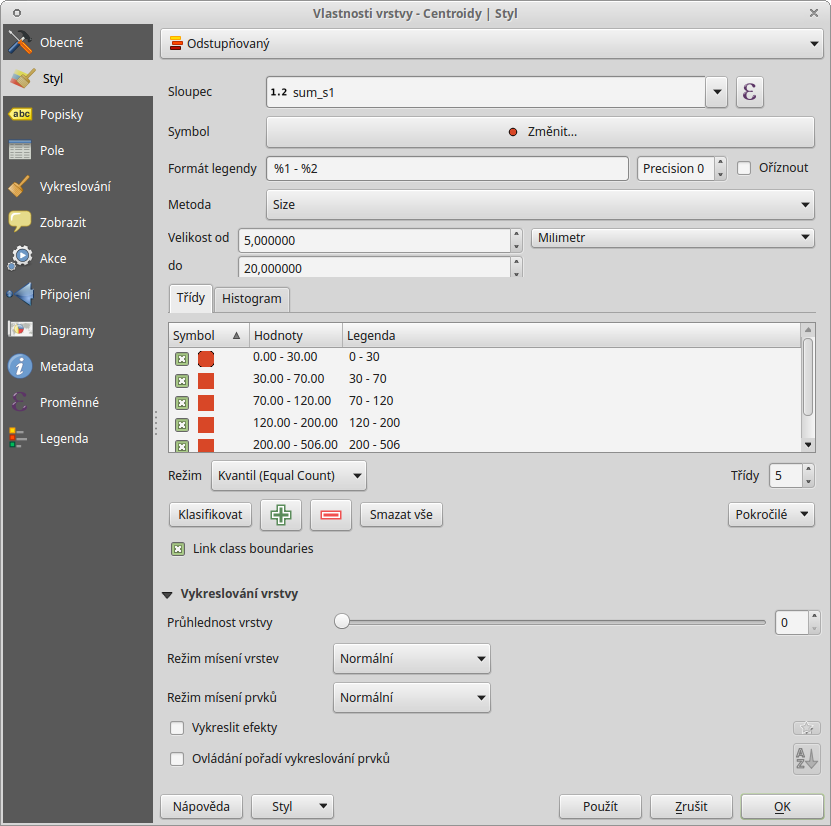 Vlastnosti vrstvy - Centroidy | Styl
Obecné
Styl
abc Popisky
Pole
Vykreslování
Zobrazit
Akce
Připojení
Diagramy
i Metadata
ε Proměnné
Legenda
Odstupňovaný
Sloupec 1.2 sum_s1 ε
Symbol Změnit...
Formát legendy %1 - %2 Precision 0 Oříznout
Metoda Size
Velikost od 5,000000 Milimetr
do 20,000000
Třídy Histogram
Symbol Hodnoty Legenda
0.00 - 30.00 0 - 30
30.00 - 70.00 30 - 70
70.00 - 120.00 70 - 120
120.00 - 200.00 120 - 200
200.00 - 506.00 200 - 506
Režim Kvantil (Equal Count) Třídy 5
Klasifikovat Smazat vše Pokročilé
Link class boundaries
Vykreslování vrstvy
Průhlednost vrstvy 0
Režim mísení vrstev Normální
Režim mísení prvků Normální
Vykreslit efekty
Ovládání pořadí vykreslování prvků AZ
Nápověda Styl Použít Zrušit OK